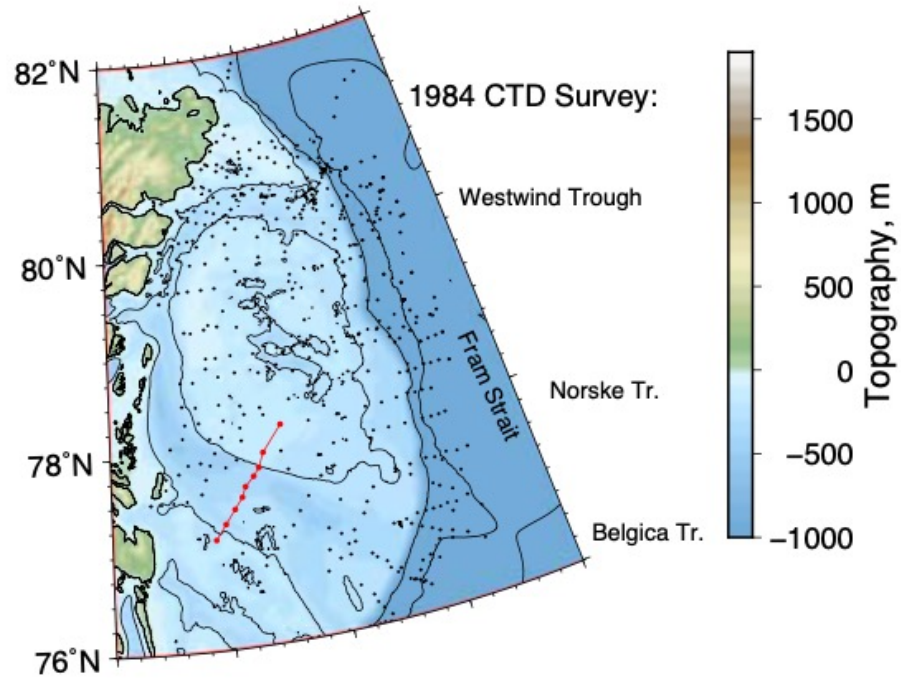 82°N
1984 CTD Survey:
1500
Westwind Trough
1000
80°N
500
0
Fram Strait
Norske Tr.
78°N
−500
Belgica Tr.
−1000
76°N
Topography, m